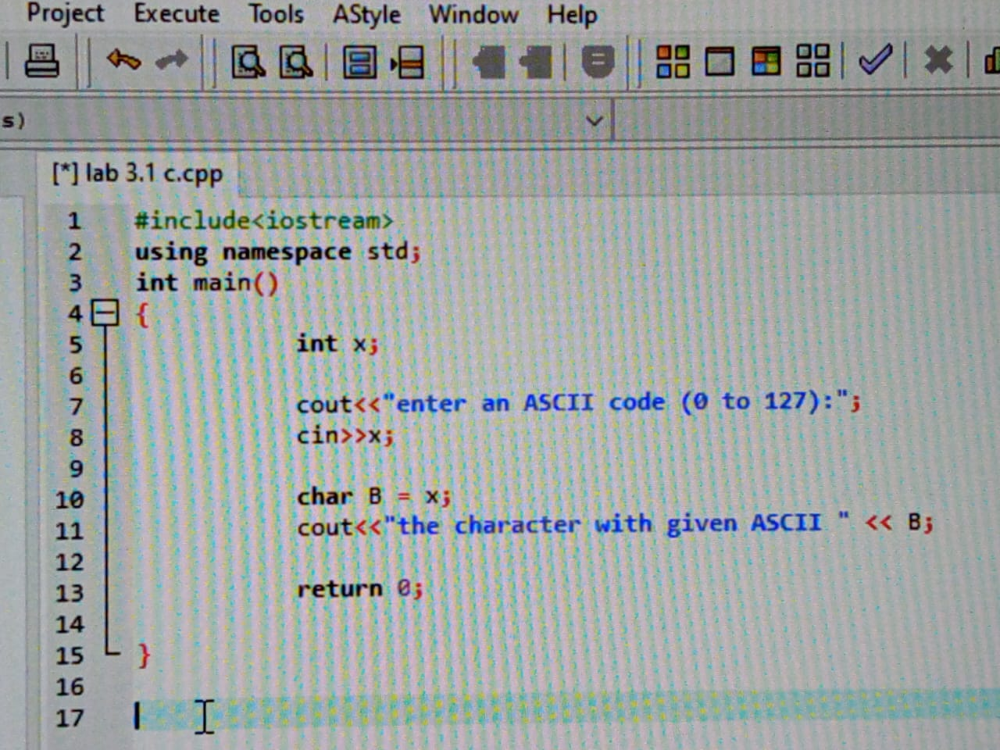 Project Execute Tools AStyle Window Help
s)
[*] lab 3.1 c.cpp
1 #include<iostream>
2 using namespace std;
3 int main()
4 {
5 int x;
6
7 cout<<"enter an ASCII code (0 to 127):";
8 cin>>x;
9
10 char B = x;
11 cout<<"the character with given ASCII " << B;
12
13 return 0;
14
15 }
16
17